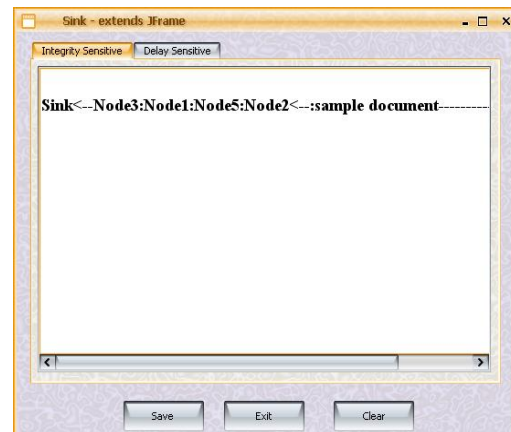 Sink - extends JFrame
Integrity Sensitive Delay Sensitive
Sink<--Node3:Node1:Node5:Node2<--:sample document----------
Save Exit Clear